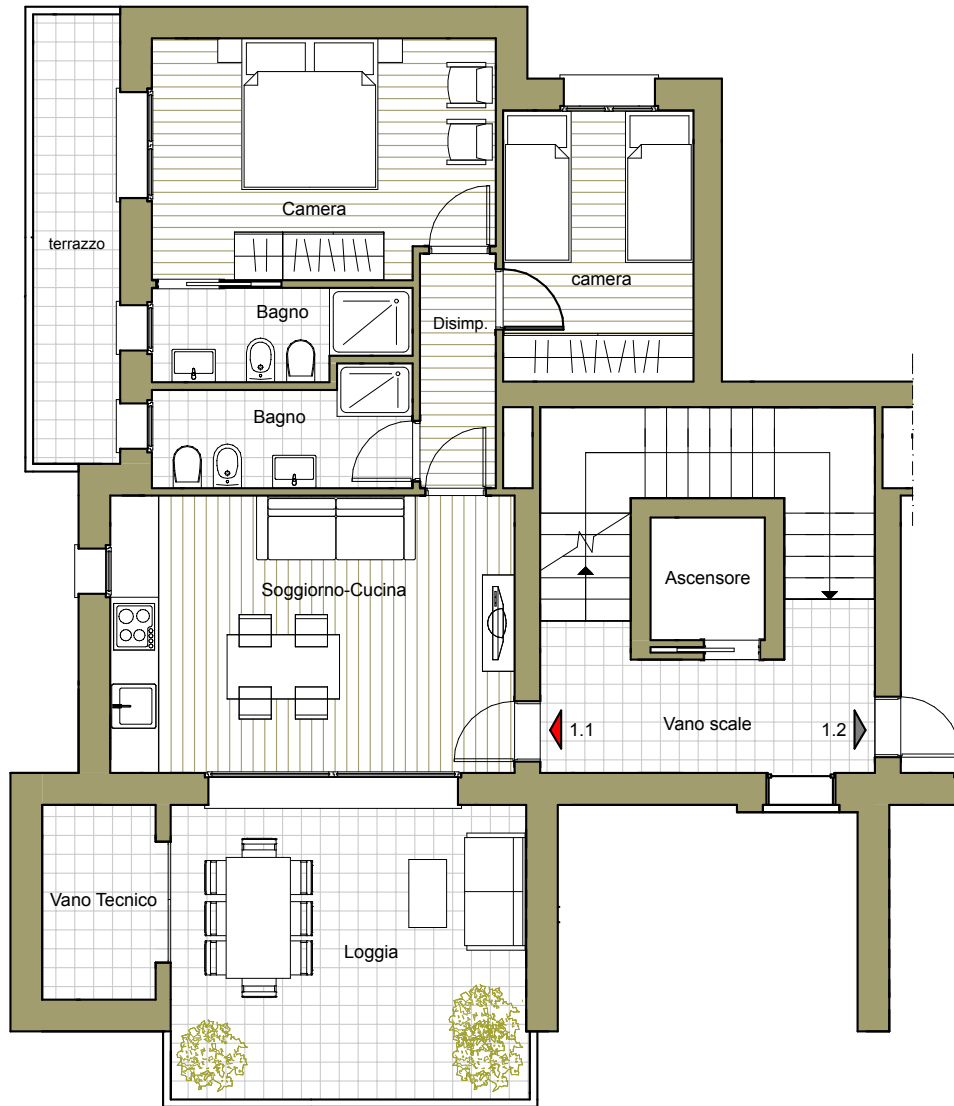 Camera
terrazzo
camera
Bagno
Disimp.
Bagno
Soggiorno-Cucina
Ascensore
1.1
Vano scale
1.2
Vano Tecnico
Loggia